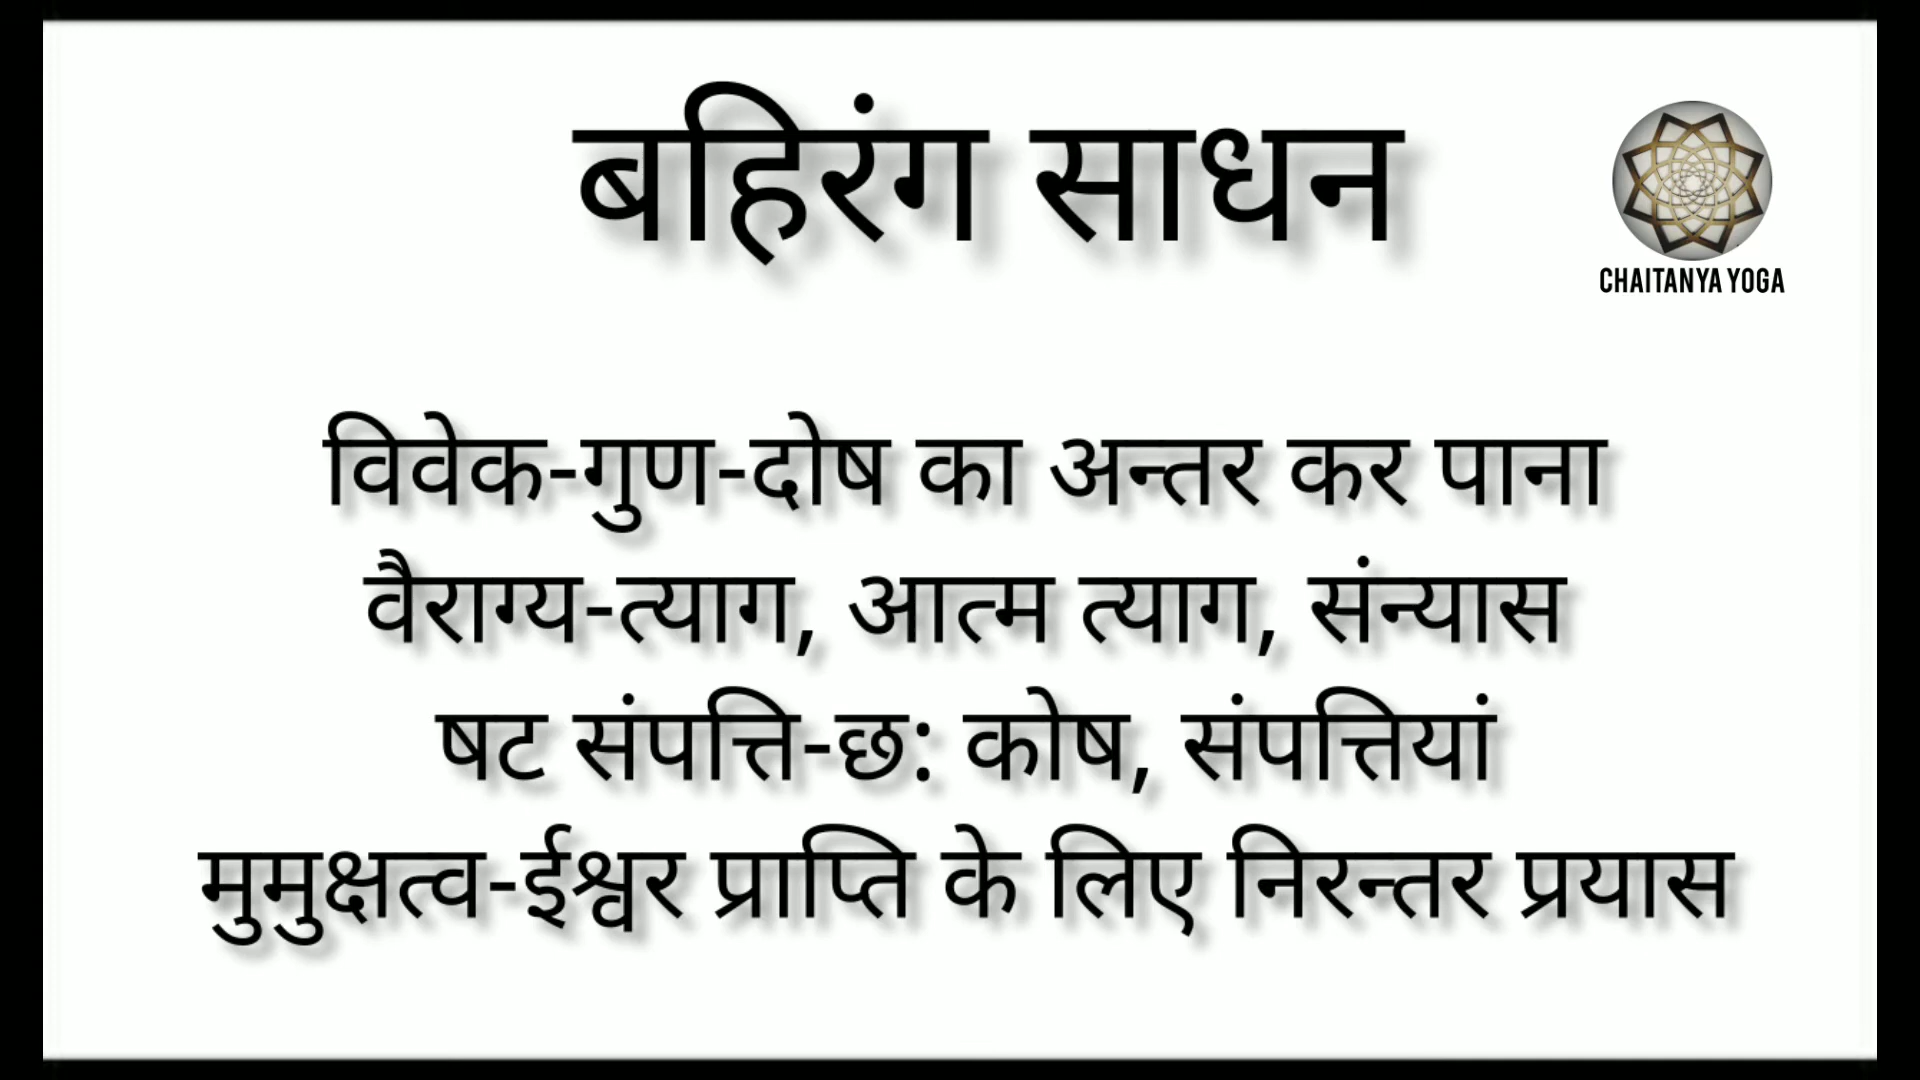 बहिरंग साधन
CHAITANYA YOGA
विवेक-गुण-दोष का अन्तर कर पाना
वैराग्य-त्याग, आत्म त्याग, संन्यास
षट संपत्ति-छ: कोष, संपत्तियां
मुमुक्षत्व-ईश्वर प्राप्ति के लिए निरन्तर प्रयास